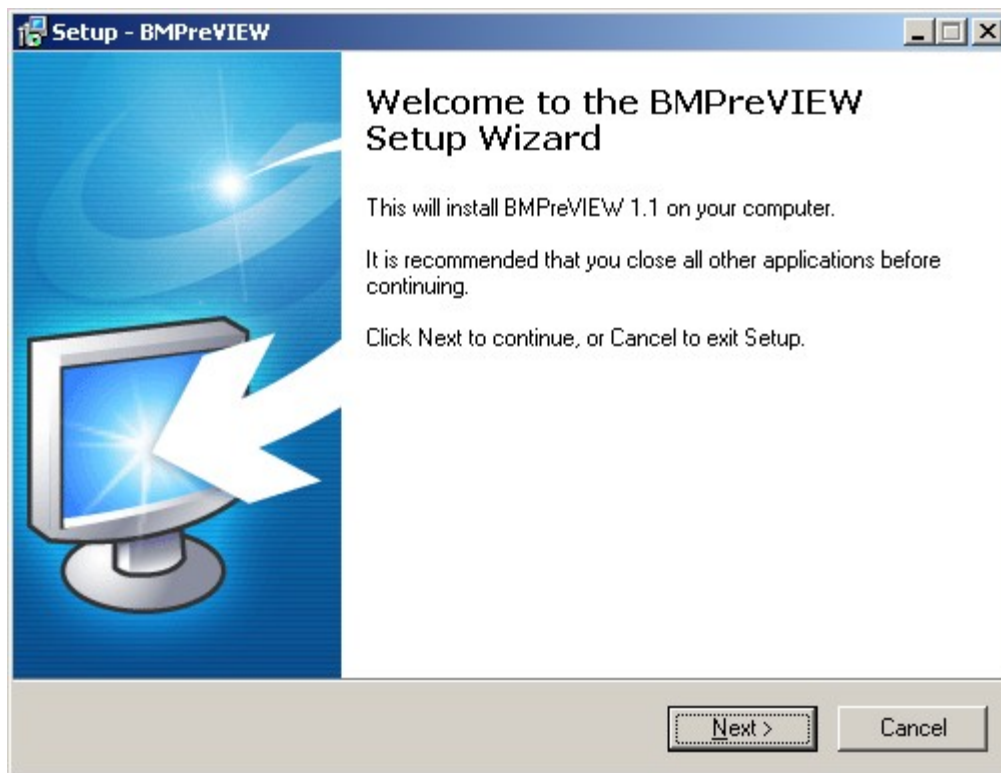 Setup - BMPreVIEW
Welcome to the BMPreVIEW
Setup Wizard
This will install BMPreVIEW 1.1 on your computer.
It is recommended that you close all other applications before
continuing.
Click Next to continue, or Cancel to exit Setup.
Next >
Cancel